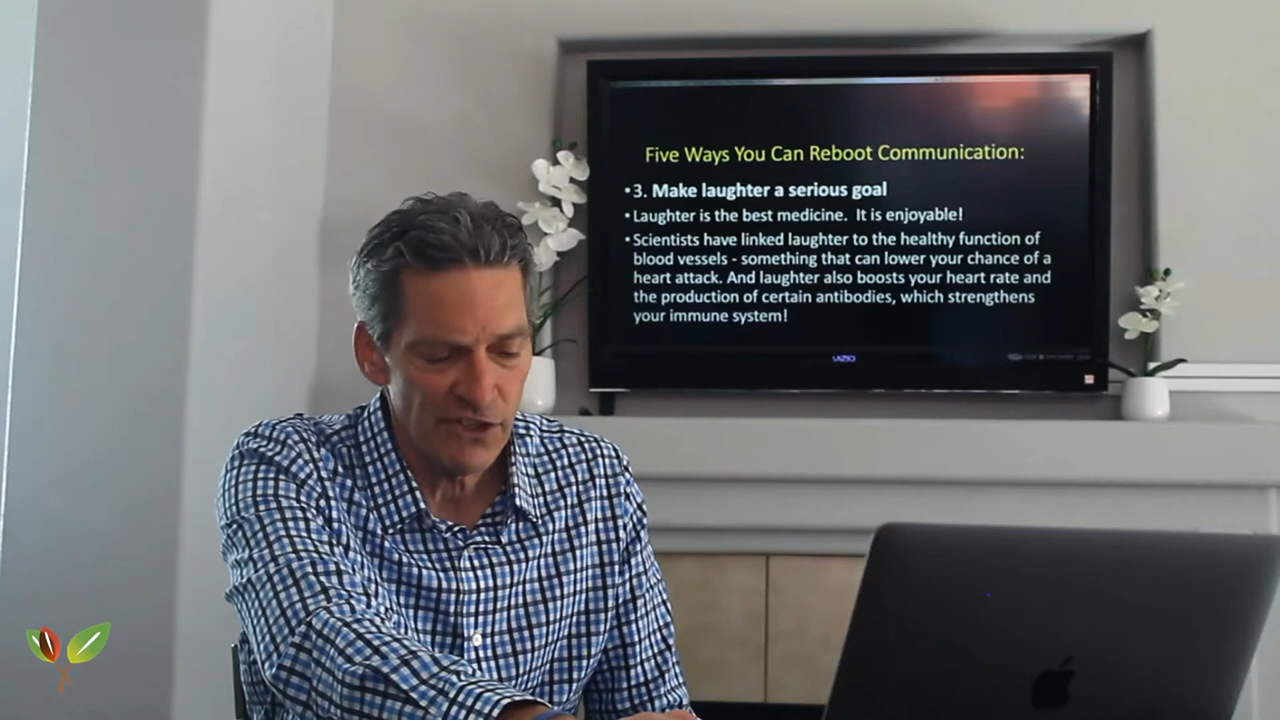 Five Ways You Can Reboot Communication:
•3. Make laughter a serious goal
•Laughter is the best medicine.  It is enjoyable!
•Scientists have linked laughter to the healthy function of
blood vessels - something that can lower your chance of a
heart attack. And laughter also boosts your heart rate and
the production of certain antibodies, which strengthens
your immune system!
VIZIO